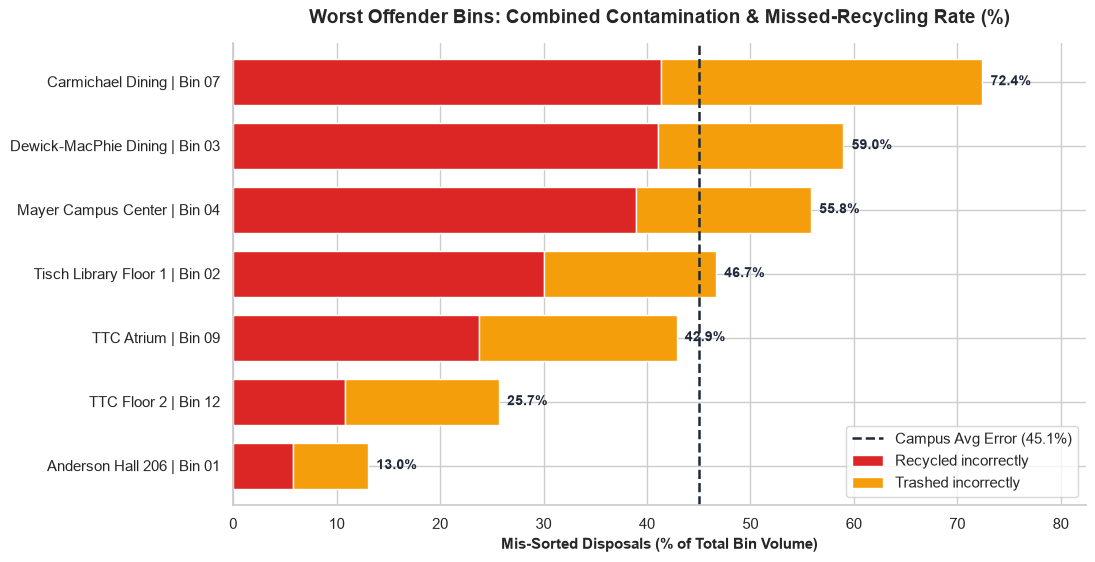 Worst Offender Bins: Combined Contamination & Missed-Recycling Rate (%)
Carmichael Dining | Bin 07
72.4%
Dewick-MacPhie Dining | Bin 03
59.0%
Mayer Campus Center | Bin 04
55.8%
Tisch Library Floor 1 | Bin 02
46.7%
TTC Atrium | Bin 09
42.9%
TTC Floor 2 | Bin 12
25.7%
Anderson Hall 206 | Bin 01
13.0%
Campus Avg Error (45.1%)
Recycled incorrectly
Trashed incorrectly
0 10 20 30 40 50 60 70 80
Mis-Sorted Disposals (% of Total Bin Volume)